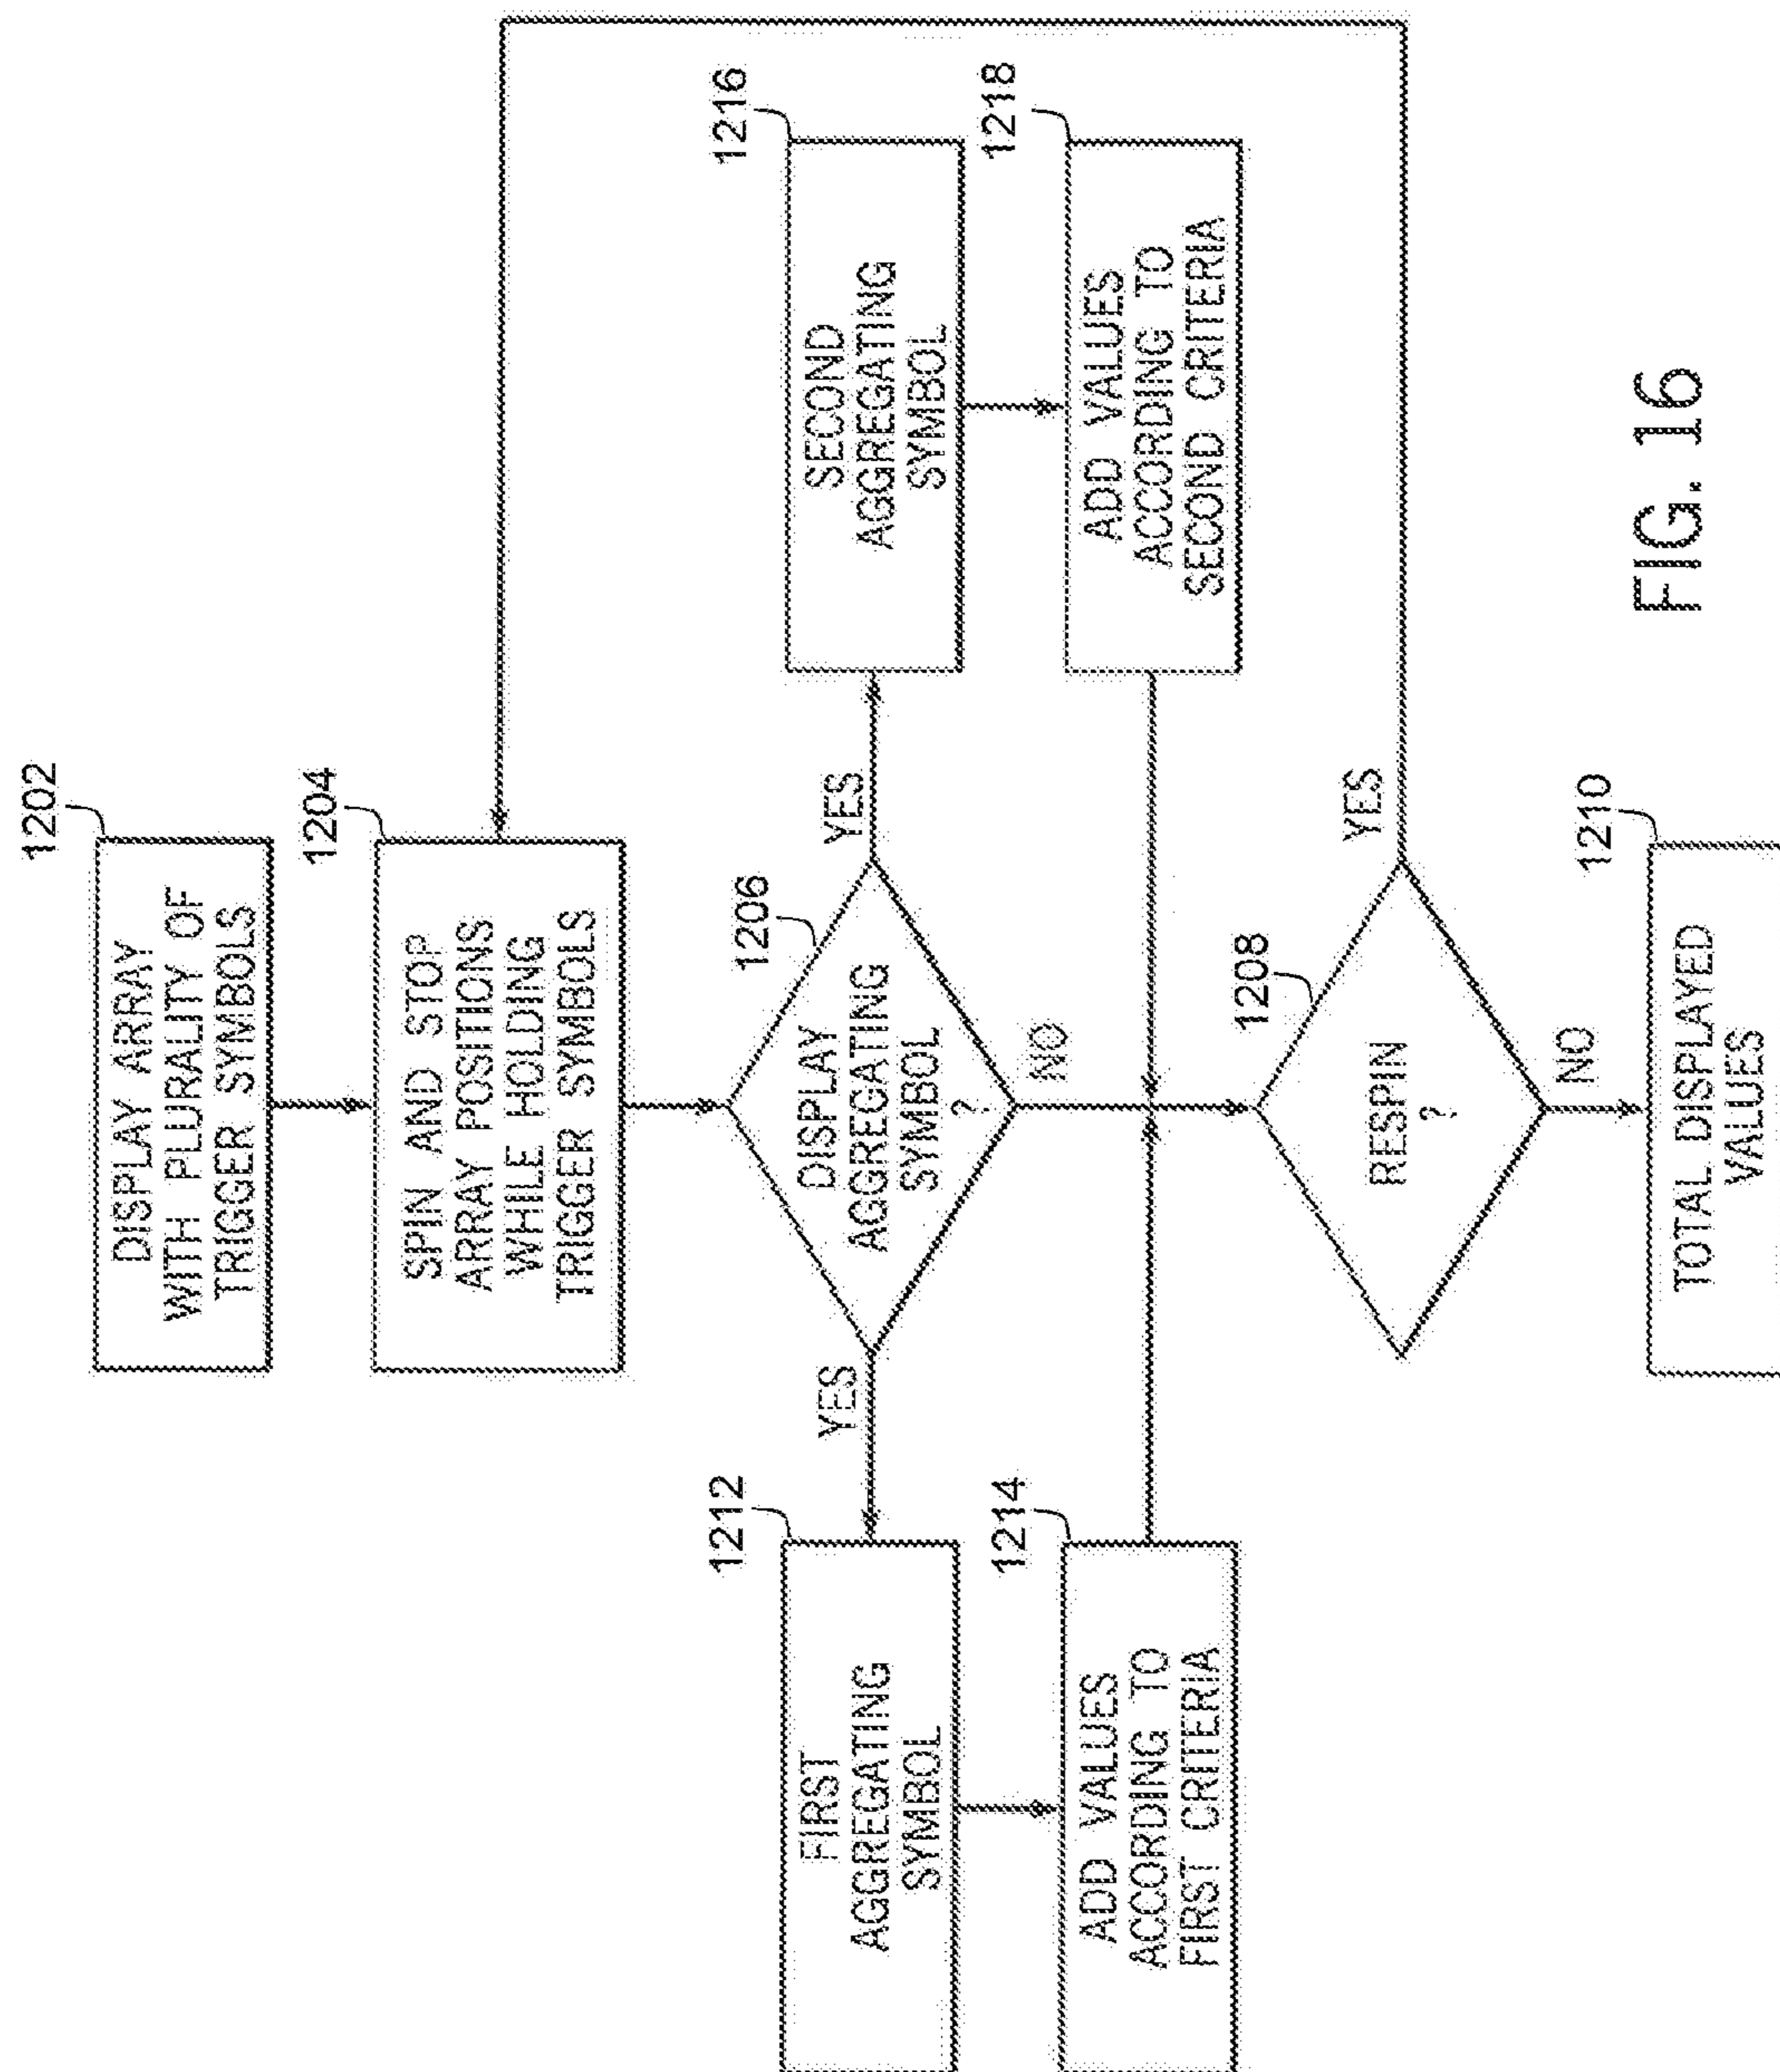 1202
DISPLAY ARRAY
WITH PLURALITY OF
TRIGGER SYMBOLS
1204
SPIN AND STOP
ARRAY POSITIONS
WHILE HOLDING
TRIGGER SYMBOLS
1206
DISPLAY
AGGREGATING
SYMBOL
?
YES
YES
NO
1212
FIRST
AGGREGATING
SYMBOL
1216
SECOND
AGGREGATING
SYMBOL
1214
ADD VALUES
ACCORDING TO
FIRST CRITERIA
1218
ADD VALUES
ACCORDING TO
SECOND CRITERIA
1208
RESPIN
?
YES
NO
1210
TOTAL DISPLAYED
VALUES
FIG. 16